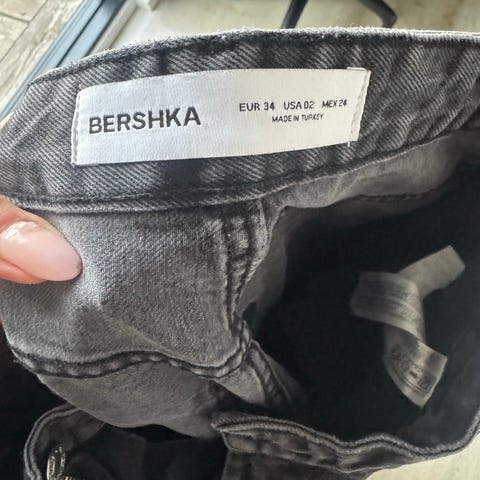 BERSHKA
EUR 34 USA 02 MEX 24
MADE IN TURKEY